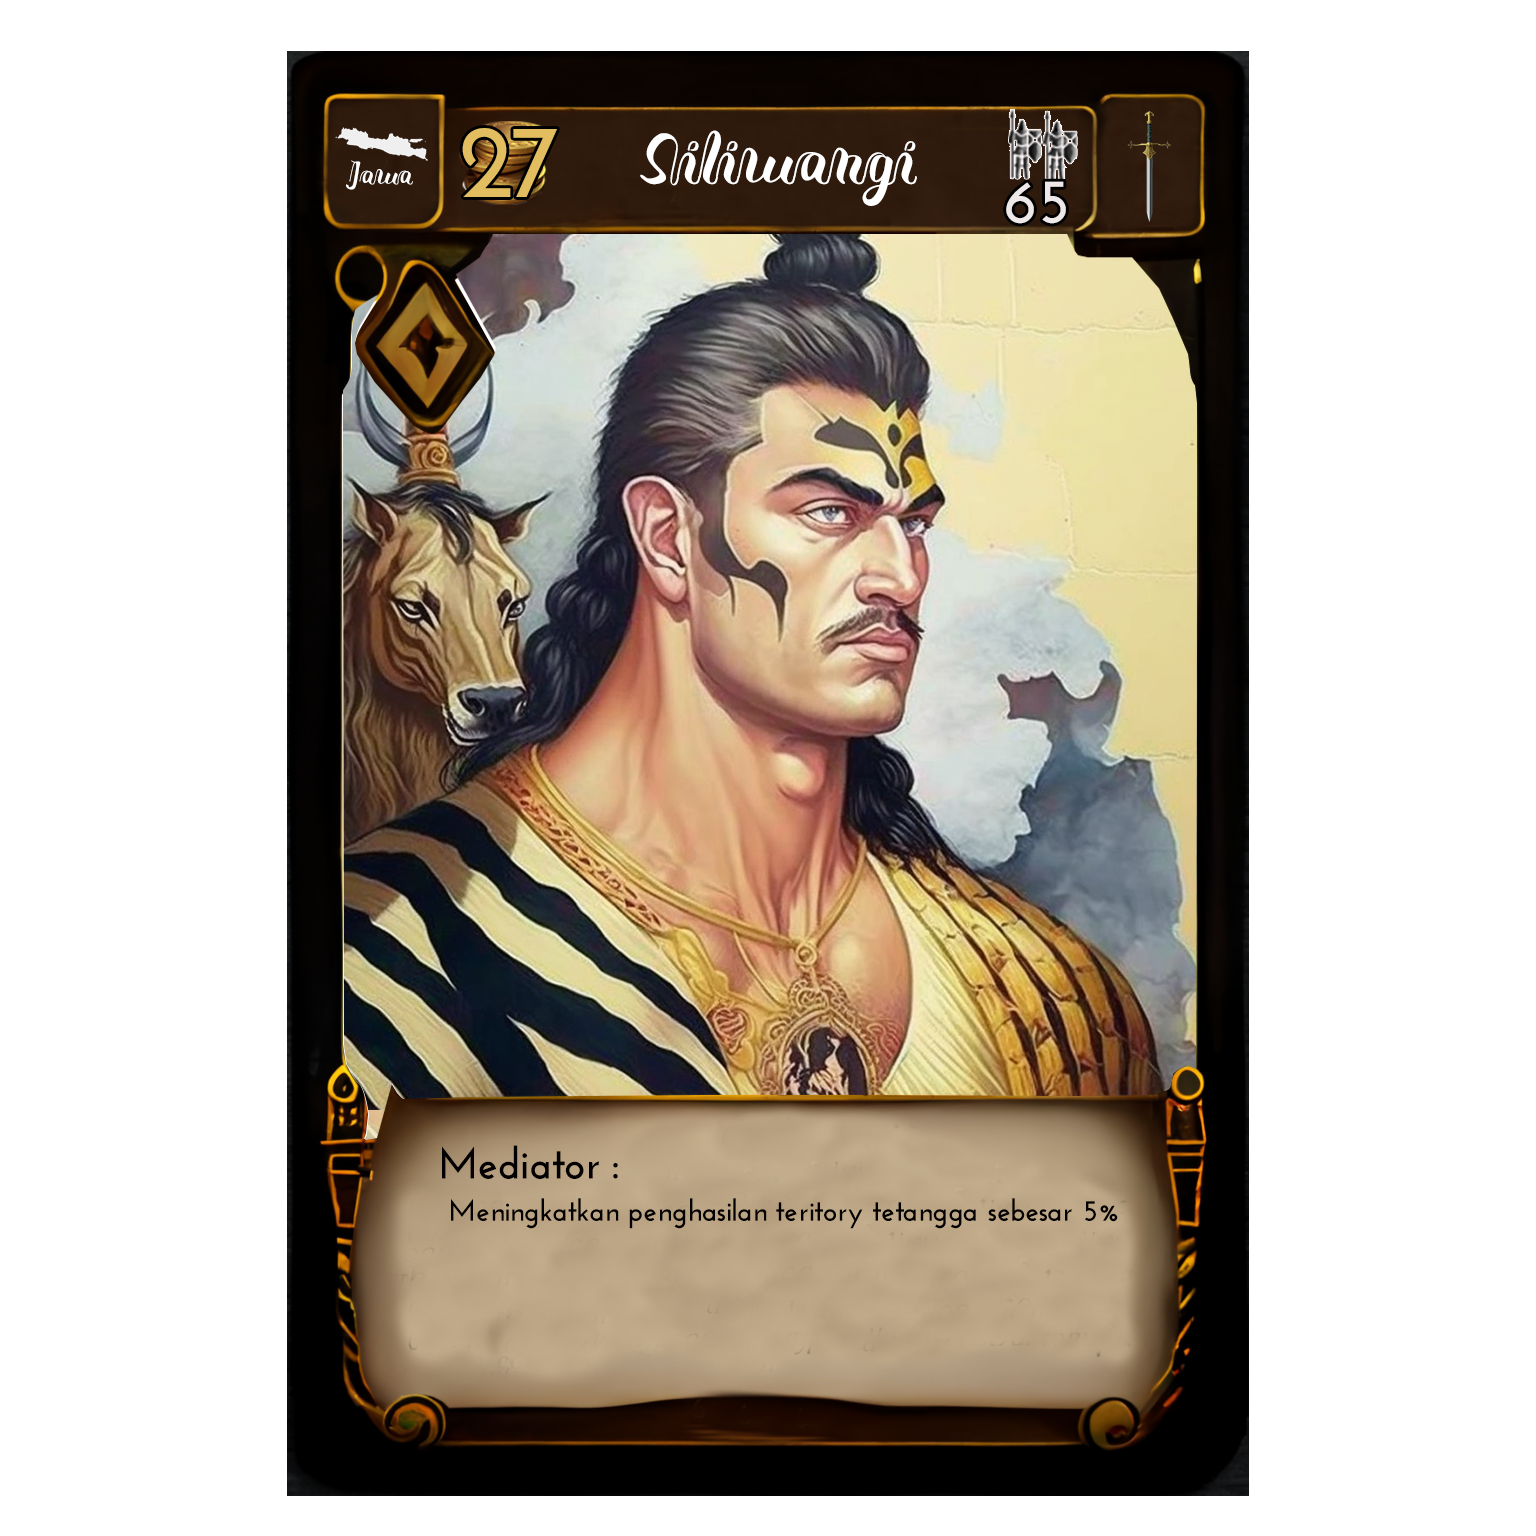 Jawa
27
Siliwangi
65
Mediator :
Meningkatkan penghasilan teritory tetangga sebesar 5%